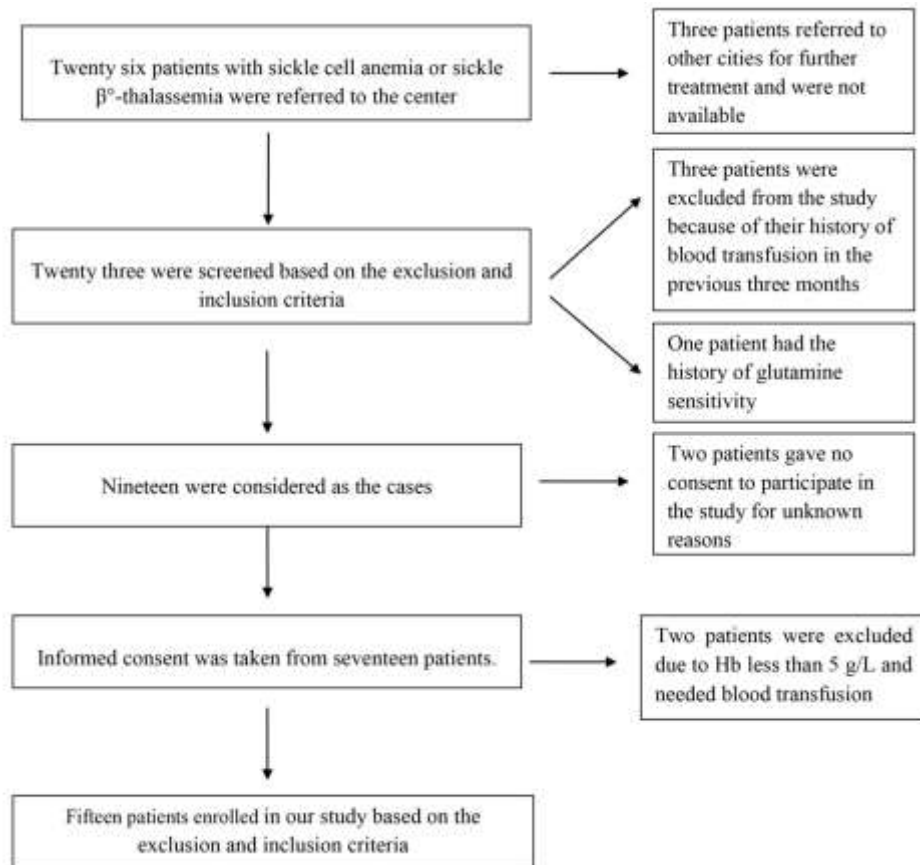 Twenty six patients with sickle cell anemia or sickle
β°-thalassemia were referred to the center
Three patients referred to
other cities for further
treatment and were not
available
Twenty three were screened based on the exclusion and
inclusion criteria
Three patients were
excluded from the study
because of their history of
blood transfusion in the
previous three months
One patient had the
history of glutamine
sensitivity
Nineteen were considered as the cases
Two patients gave no
consent to participate in
the study for unknown
reasons
Informed consent was taken from seventeen patients.
Two patients were excluded
due to Hb less than 5 g/L and
needed blood transfusion
Fifteen patients enrolled in our study based on the
exclusion and inclusion criteria